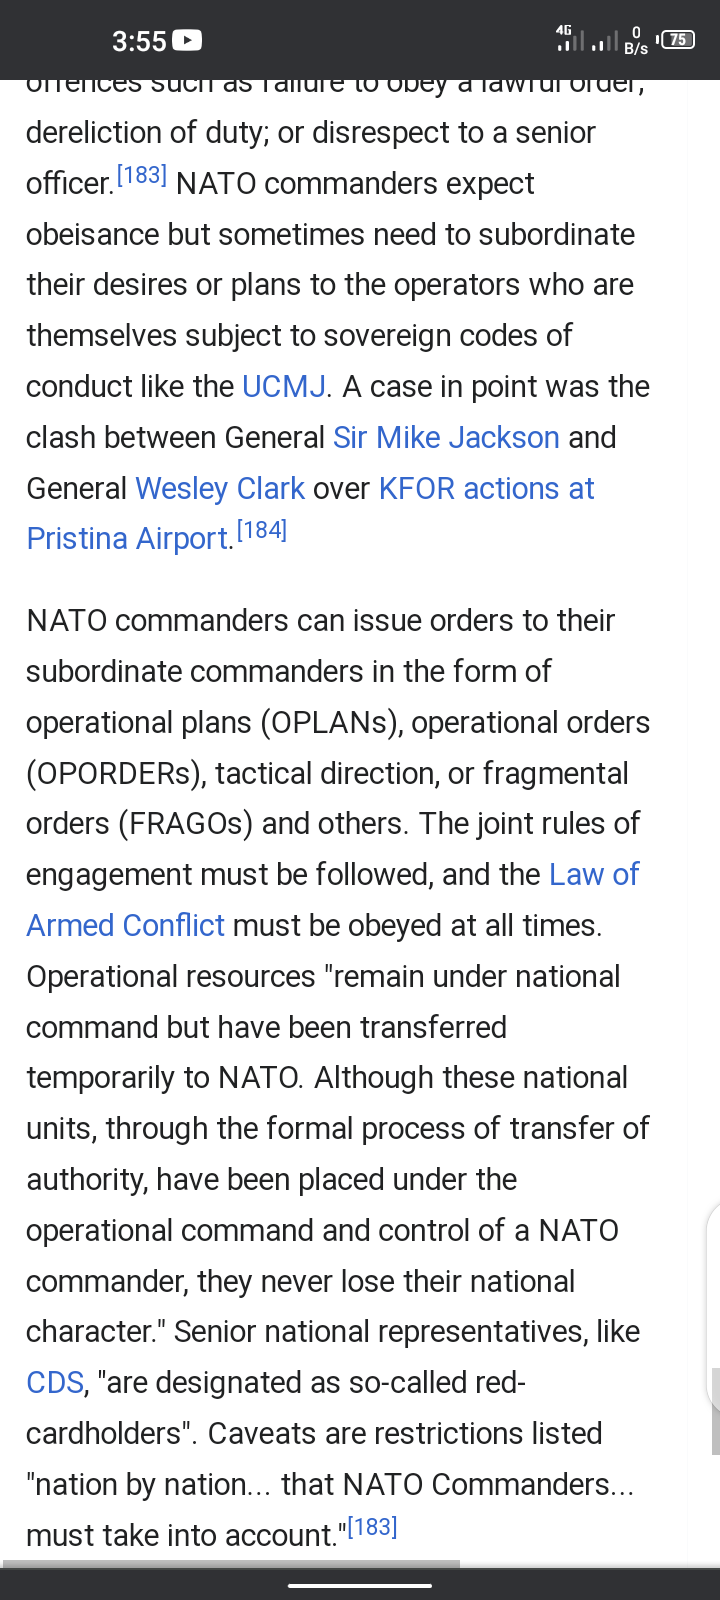 3:55
4G
0
B/s
75
offences such as failure to obey a lawful order;
dereliction of duty; or disrespect to a senior
officer.[183] NATO commanders expect
obeisance but sometimes need to subordinate
their desires or plans to the operators who are
themselves subject to sovereign codes of
conduct like the UCMJ. A case in point was the
clash between General Sir Mike Jackson and
General Wesley Clark over KFOR actions at
Pristina Airport.[184]
NATO commanders can issue orders to their
subordinate commanders in the form of
operational plans (OPLANs), operational orders
(OPORDERs), tactical direction, or fragmental
orders (FRAGOs) and others. The joint rules of
engagement must be followed, and the Law of
Armed Conflict must be obeyed at all times.
Operational resources "remain under national
command but have been transferred
temporarily to NATO. Although these national
units, through the formal process of transfer of
authority, have been placed under the
operational command and control of a NATO
commander, they never lose their national
character." Senior national representatives, like
CDS, "are designated as so-called red-
cardholders". Caveats are restrictions listed
"nation by nation... that NATO Commanders...
must take into account."[183]